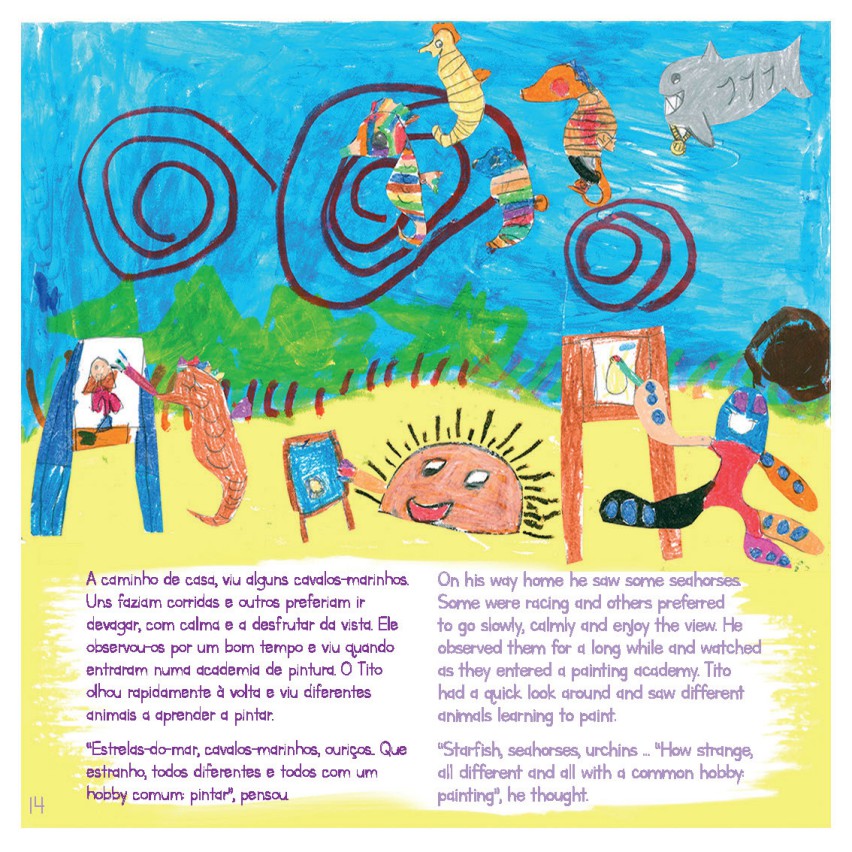 A caminho de casa, viu alguns cavalos-marinhos.
Uns faziam corridas e outros preferiam ir
devagar, com calma e a desfrutar da vista. Ele
observou-os por um bom tempo e viu quando
entraram numa academia de pintura. O Tito
olhou rapidamente à volta e viu diferentes
animais a aprender a pintar.
"Estrelas-do-mar, cavalos-marinhos, ouriços... Que
estranho, todos diferentes e todos com um
hobby comum: pintar", pensou.
On his way home he saw some seahorses.
Some were racing and others preferred
to go slowly, calmly and enjoy the view. He
observed them for a long while and watched
as they entered a painting academy. Tito
had a quick look around and saw different
animals learning to paint.
"Starfish, seahorses, urchins ... "How strange,
all different and all with a common hobby:
painting", he thought.
14